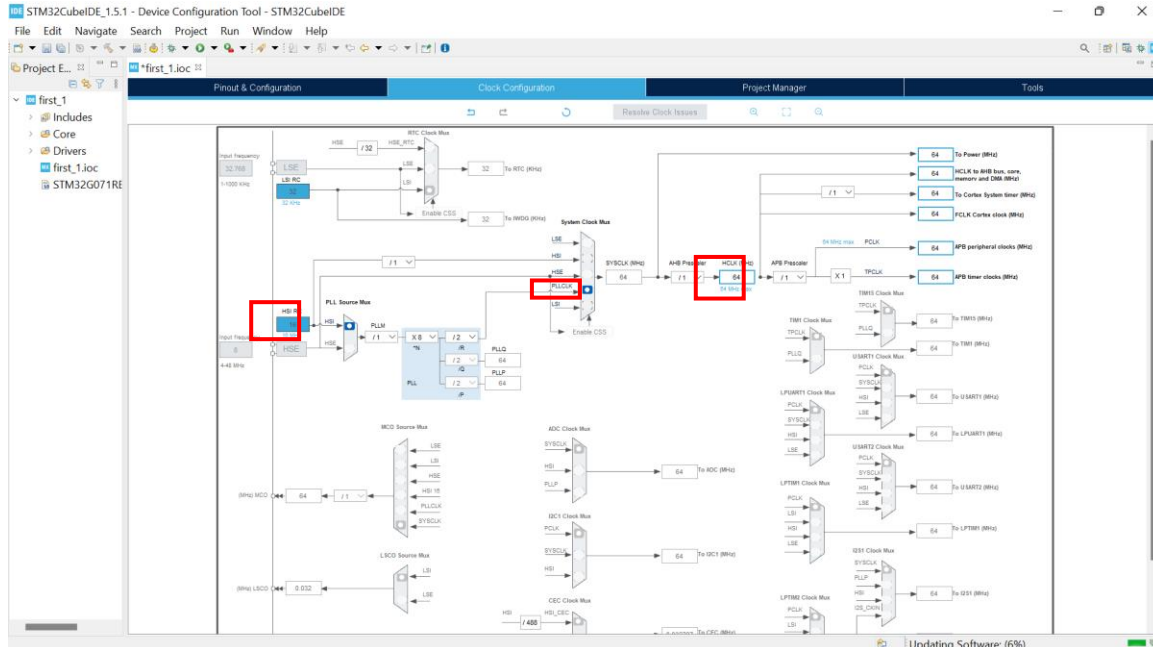 IDE STM32CubeIDE_1.5.1 - Device Configuration Tool - STM32CubeIDE
File Edit Navigate Search Project Run Window Help
Project E...
*first_1.ioc
first_1
Includes
Core
Drivers
first_1.ioc
STM32G071RE
Pinout & Configuration
Clock Configuration
Project Manager
Tools
Resolve Clock Issues
RTC Clock Mux
HSE
/ 32
HSE_RTC
Input frequency
32.768
LSE
LSE
32
To RTC (KHz)
1-1000 KHz
LSI RC
32
32 KHz
LSI
Enable CSS
32
To IWDG (KHz)
System Clock Mux
LSE
HSI
/ 1
HSE
PLLCLK
LSI
Enable CSS
SYSCLK (MHz)
64
AHB Prescaler
/ 1
HCLK (MHz)
64
64 MHz max
APB Prescaler
/ 1
64 MHz max
PCLK
X 1
TPCLK
64
To Power (MHz)
64
HCLK to AHB bus, core,
memory and DMA (MHz)
/ 1
64
To Cortex System timer (MHz)
64
FCLK Cortex clock (MHz)
64
APB peripheral clocks (MHz)
64
APB timer clocks (MHz)
PLL Source Mux
HSI
HSE
HSI R
16
Input frequency
8
HSE
4-48 MHz
PLLM
/ 1
X 8
*N
/ 2
/R
/ 2
/Q
/ 2
/P
PLL
PLLQ
64
PLLP
64
TIM15 Clock Mux
TPCLK
PLLQ
64
To TIM15 (MHz)
TIM1 Clock Mux
TPCLK
PLLQ
64
To TIM1 (MHz)
USART1 Clock Mux
PCLK
SYSCLK
HSI
LSE
64
To USART1 (MHz)
LPUART1 Clock Mux
PCLK
SYSCLK
HSI
LSE
64
To LPUART1 (MHz)
USART2 Clock Mux
PCLK
SYSCLK
HSI
LSE
64
To USART2 (MHz)
LPTIM1 Clock Mux
PCLK
LSI
HSI
LSE
64
To LPTIM1 (MHz)
I2S1 Clock Mux
SYSCLK
PLLP
HSI
I2S_CKIN
64
To I2S1 (MHz)
LPTIM2 Clock Mux
PCLK
LSI
MCO Source Mux
LSE
LSI
HSE
HSI 16
PLLCLK
SYSCLK
(MHz) MCO
64
/ 1
ADC Clock Mux
SYSCLK
HSI
PLLP
64
To ADC (MHz)
I2C1 Clock Mux
PCLK
SYSCLK
HSI
64
To I2C1 (MHz)
LSCO Source Mux
LSI
LSE
(MHz) LSCO
0.032
CEC Clock Mux
HSI
/ 488
HSI_CEC
To CEC (MHz)
Updating Software: (6%)